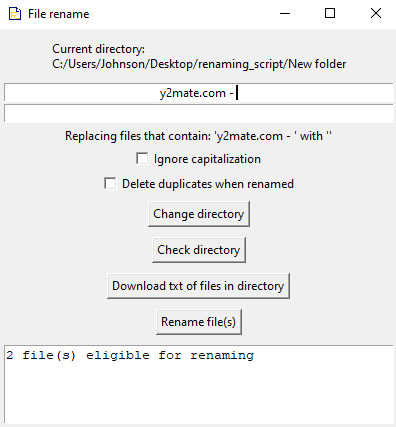 File rename
Current directory:
C:/Users/Johnson/Desktop/renaming_script/New folder
y2mate.com -
Replacing files that contain: 'y2mate.com - ' with ''
Ignore capitalization
Delete duplicates when renamed
Change directory
Check directory
Download txt of files in directory
Rename file(s)
2 file(s) eligible for renaming